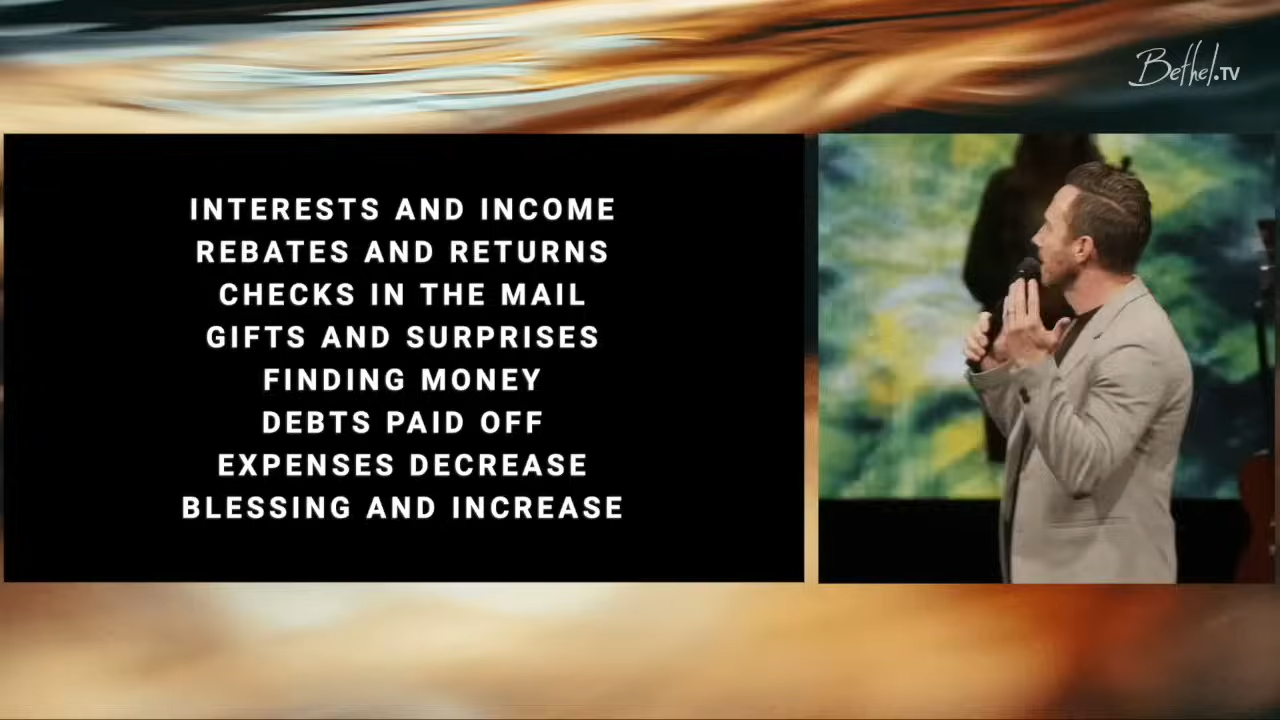 Bethel.TV
INTERESTS AND INCOME
REBATES AND RETURNS
CHECKS IN THE MAIL
GIFTS AND SURPRISES
FINDING MONEY
DEBTS PAID OFF
EXPENSES DECREASE
BLESSING AND INCREASE